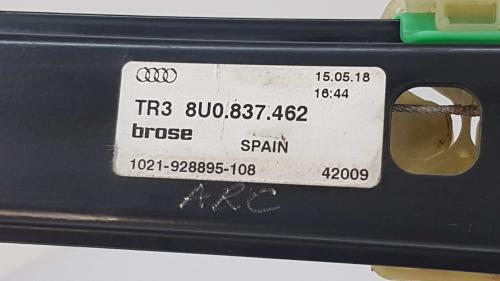 15.05.18
16:44
TR3 8U0.837.462
brose
SPAIN
1021-928895-108 42009
ARC